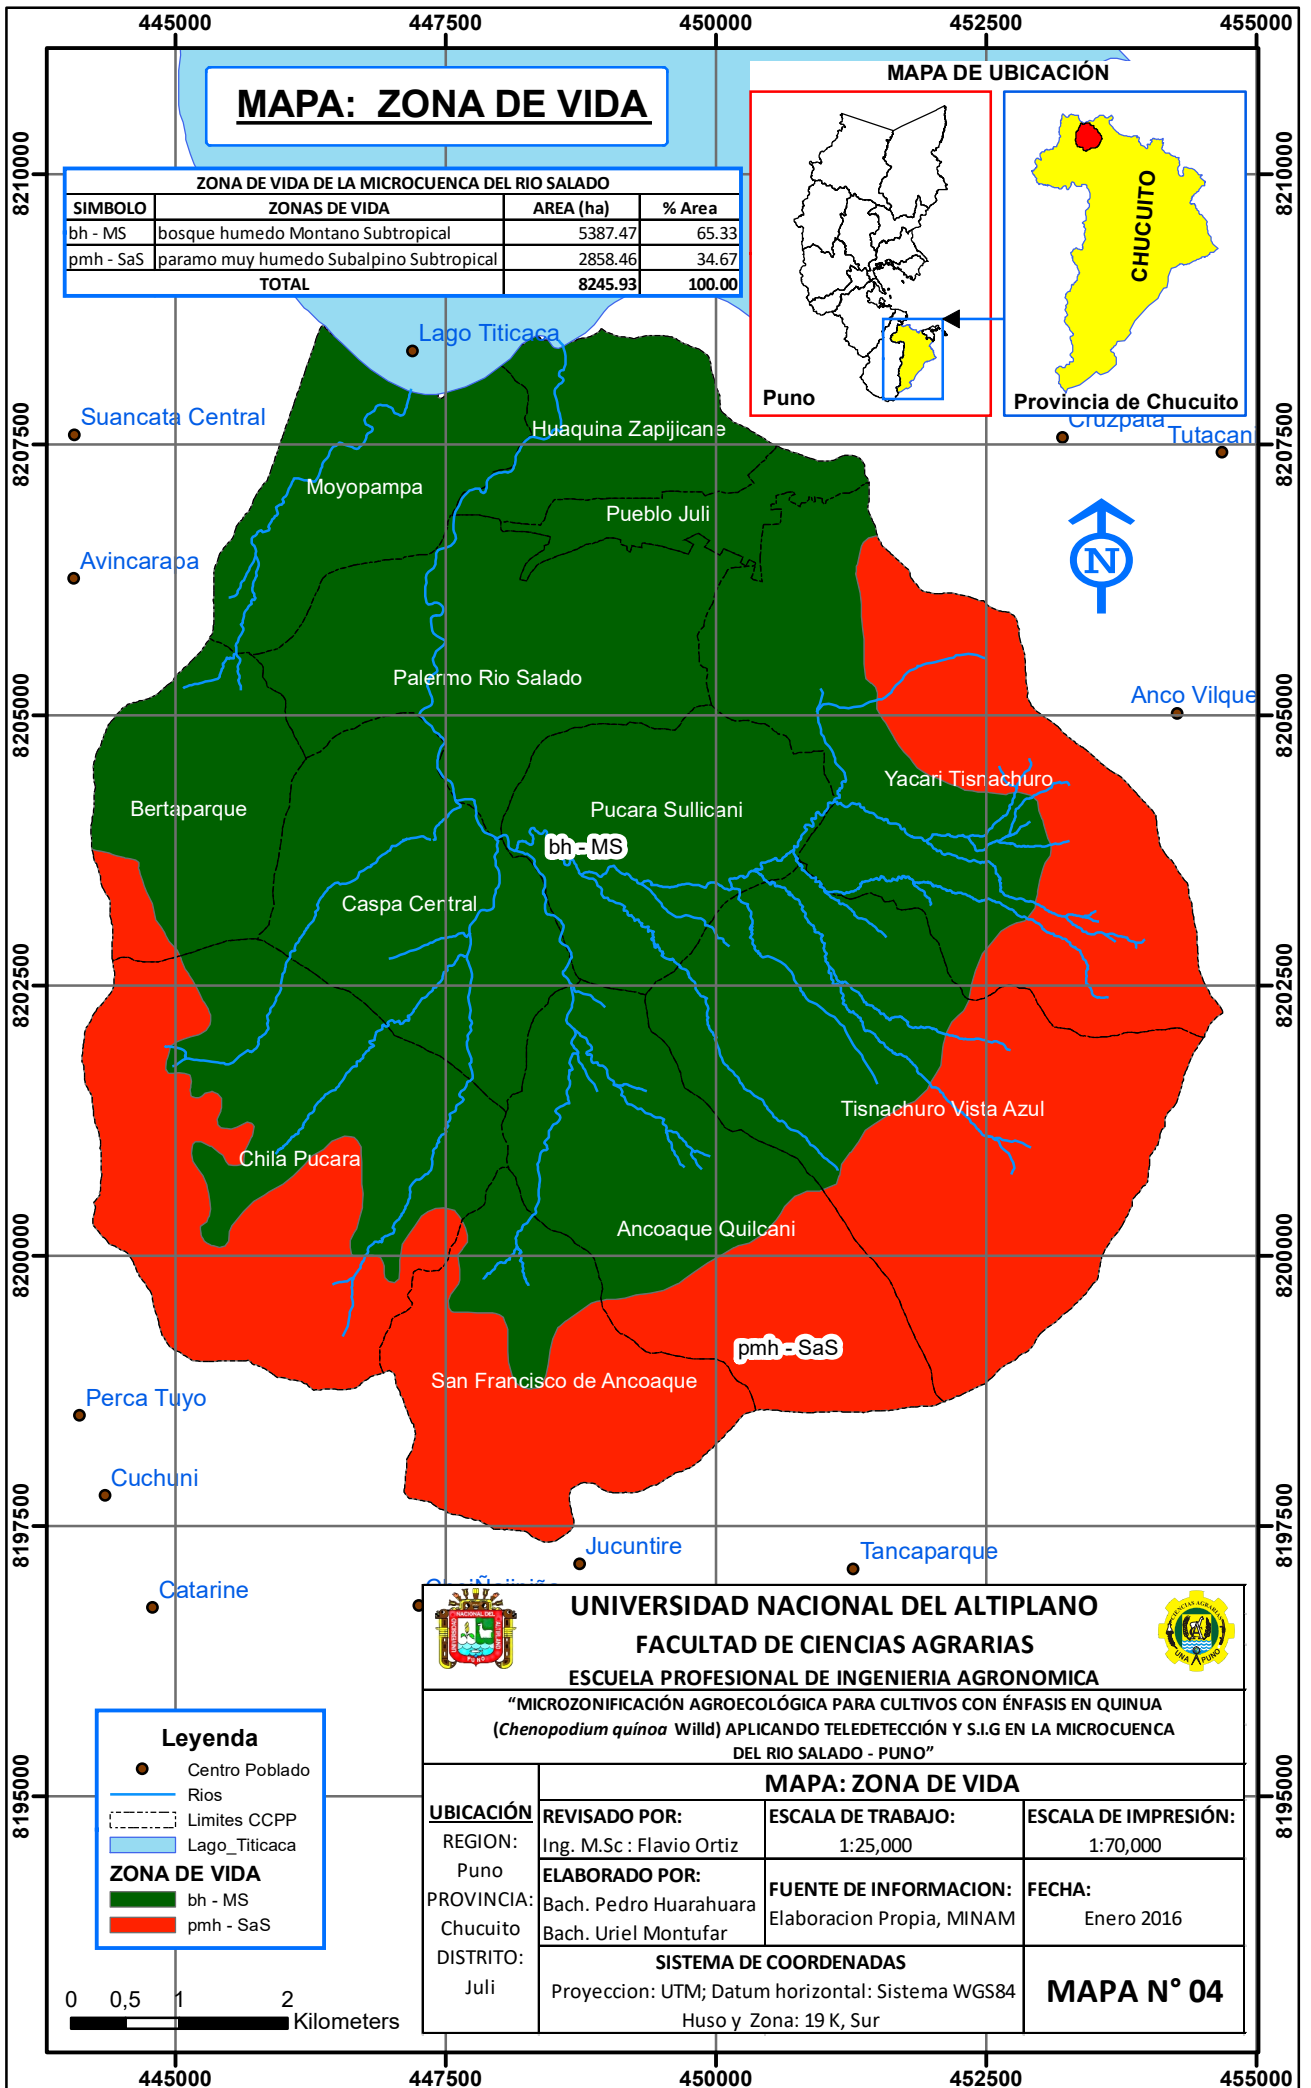 445000 447500 450000 452500 455000
MAPA: ZONA DE VIDA
MAPA DE UBICACIÓN
8210000
8210000
ZONA DE VIDA DE LA MICROCUENCA DEL RIO SALADO
SIMBOLO ZONAS DE VIDA AREA (ha) % Area
bh - MS bosque humedo Montano Subtropical 5387.47 65.33
pmh - SaS paramo muy humedo Subalpino Subtropical 2858.46 34.67
TOTAL 8245.93 100.00
CHUCUITO
Puno
Provincia de Chucuito
Lago Titicaca
Suancata Central
Huaquina Zapijicane
Cruzpata
Tutacani
8207500
8207500
Moyopampa
Pueblo Juli
N
Avincaraba
Palermo Rio Salado
Anco Vilque
8205000
8205000
Yacari Tisnachuro
Bertaparque
Pucara Sullicani
bh - MS
Caspa Central
8202500
8202500
Tisnachuro Vista Azul
Chila Pucara
Ancoaque Quilcani
8200000
8200000
pmh - SaS
San Francisco de Ancoaque
Perca Tuyo
Cuchuni
8197500
8197500
Jucuntire
Tancaparque
Catarine
UNIVERSIDAD NACIONAL DEL ALTIPLANO
FACULTAD DE CIENCIAS AGRARIAS
ESCUELA PROFESIONAL DE INGENIERIA AGRONOMICA
CIENCIAS AGRARIAS
UNA PUNO
“MICROZONIFICACIÓN AGROECOLÓGICA PARA CULTIVOS CON ÉNFASIS EN QUINUA
(Chenopodium quínoa Willd) APLICANDO TELEDETECCIÓN Y S.I.G EN LA MICROCUENCA
DEL RIO SALADO - PUNO”
MAPA: ZONA DE VIDA
UBICACIÓN
REGION:
Puno
PROVINCIA:
Chucuito
DISTRITO:
Juli
REVISADO POR:
Ing. M.Sc : Flavio Ortiz
ESCALA DE TRABAJO:
1:25,000
ESCALA DE IMPRESIÓN:
1:70,000
ELABORADO POR:
Bach. Pedro Huarahuara
Bach. Uriel Montufar
FUENTE DE INFORMACION:
Elaboracion Propia, MINAM
FECHA:
Enero 2016
SISTEMA DE COORDENADAS
Proyeccion: UTM; Datum horizontal: Sistema WGS84
Huso y Zona: 19 K, Sur
MAPA N° 04
Leyenda
Centro Poblado
Rios
Limites CCPP
Lago_Titicaca
ZONA DE VIDA
bh - MS
pmh - SaS
8195000
8195000
0 0,5 1 2
Kilometers
445000 447500 450000 452500 455000